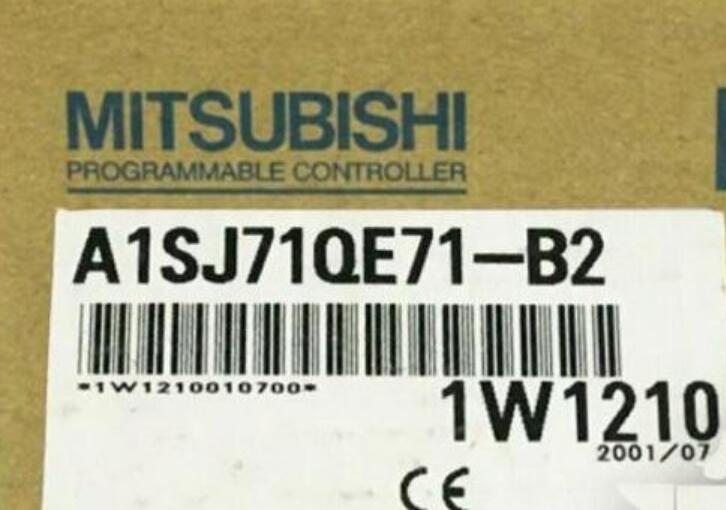 MITSUBISHI
PROGRAMMABLE CONTROLLER
A1SJ71QE71-B2
*1W1210010700*
1W1210
2001/07
CE